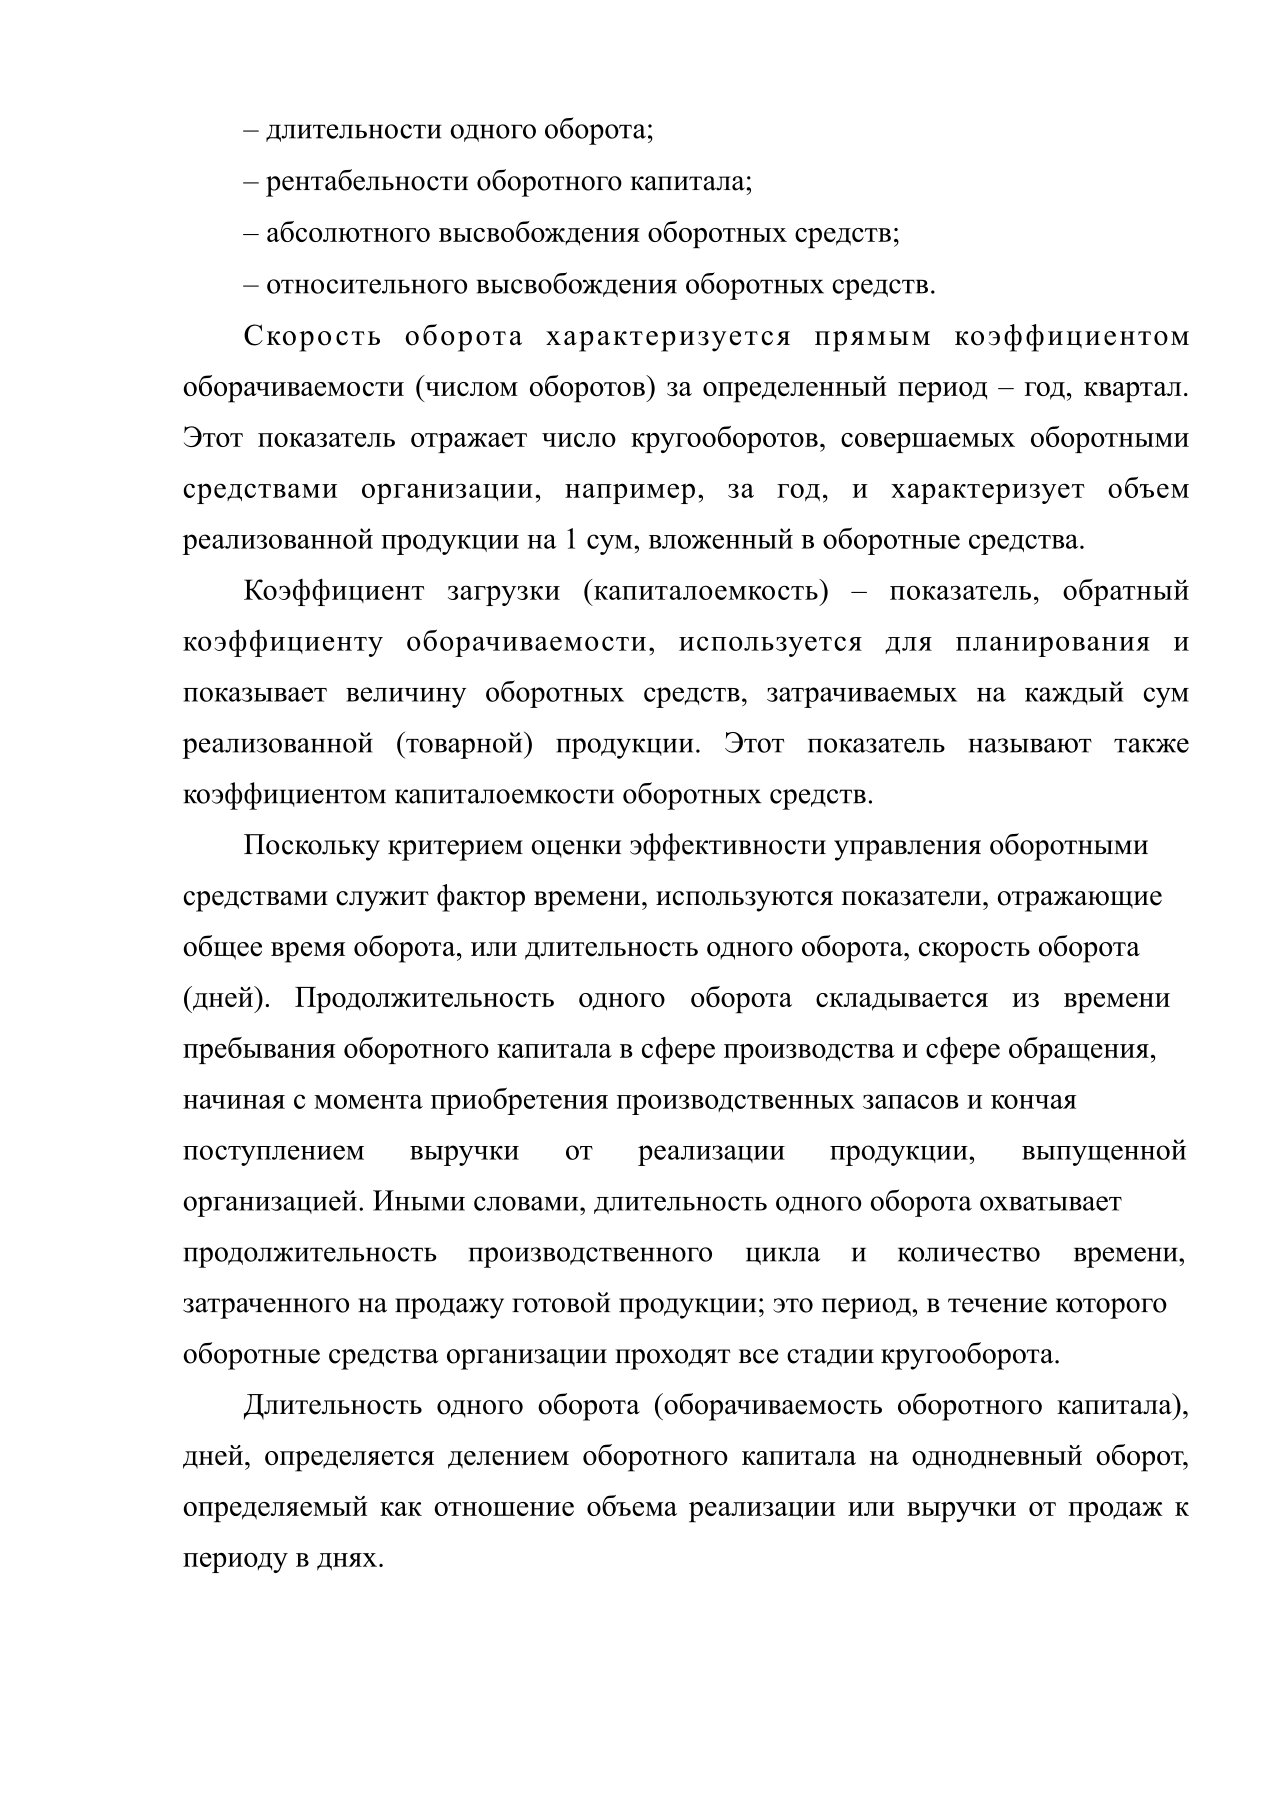 – длительности одного оборота;
– рентабельности оборотного капитала;
– абсолютного высвобождения оборотных средств;
– относительного высвобождения оборотных средств.
Скорость оборота характеризуется прямым коэффициентом
оборачиваемости (числом оборотов) за определенный период – год, квартал.
Этот показатель отражает число кругооборотов, совершаемых оборотными
средствами организации, например, за год, и характеризует объем
реализованной продукции на 1 сум, вложенный в оборотные средства.
Коэффициент загрузки (капиталоемкость) – показатель, обратный
коэффициенту оборачиваемости, используется для планирования и
показывает величину оборотных средств, затрачиваемых на каждый сум
реализованной (товарной) продукции. Этот показатель называют также
коэффициентом капиталоемкости оборотных средств.
Поскольку критерием оценки эффективности управления оборотными
средствами служит фактор времени, используются показатели, отражающие
общее время оборота, или длительность одного оборота, скорость оборота
(дней). Продолжительность одного оборота складывается из времени
пребывания оборотного капитала в сфере производства и сфере обращения,
начиная с момента приобретения производственных запасов и кончая
поступлением выручки от реализации продукции, выпущенной
организацией. Иными словами, длительность одного оборота охватывает
продолжительность производственного цикла и количество времени,
затраченного на продажу готовой продукции; это период, в течение которого
оборотные средства организации проходят все стадии кругооборота.
Длительность одного оборота (оборачиваемость оборотного капитала),
дней, определяется делением оборотного капитала на однодневный оборот,
определяемый как отношение объема реализации или выручки от продаж к
периоду в днях.